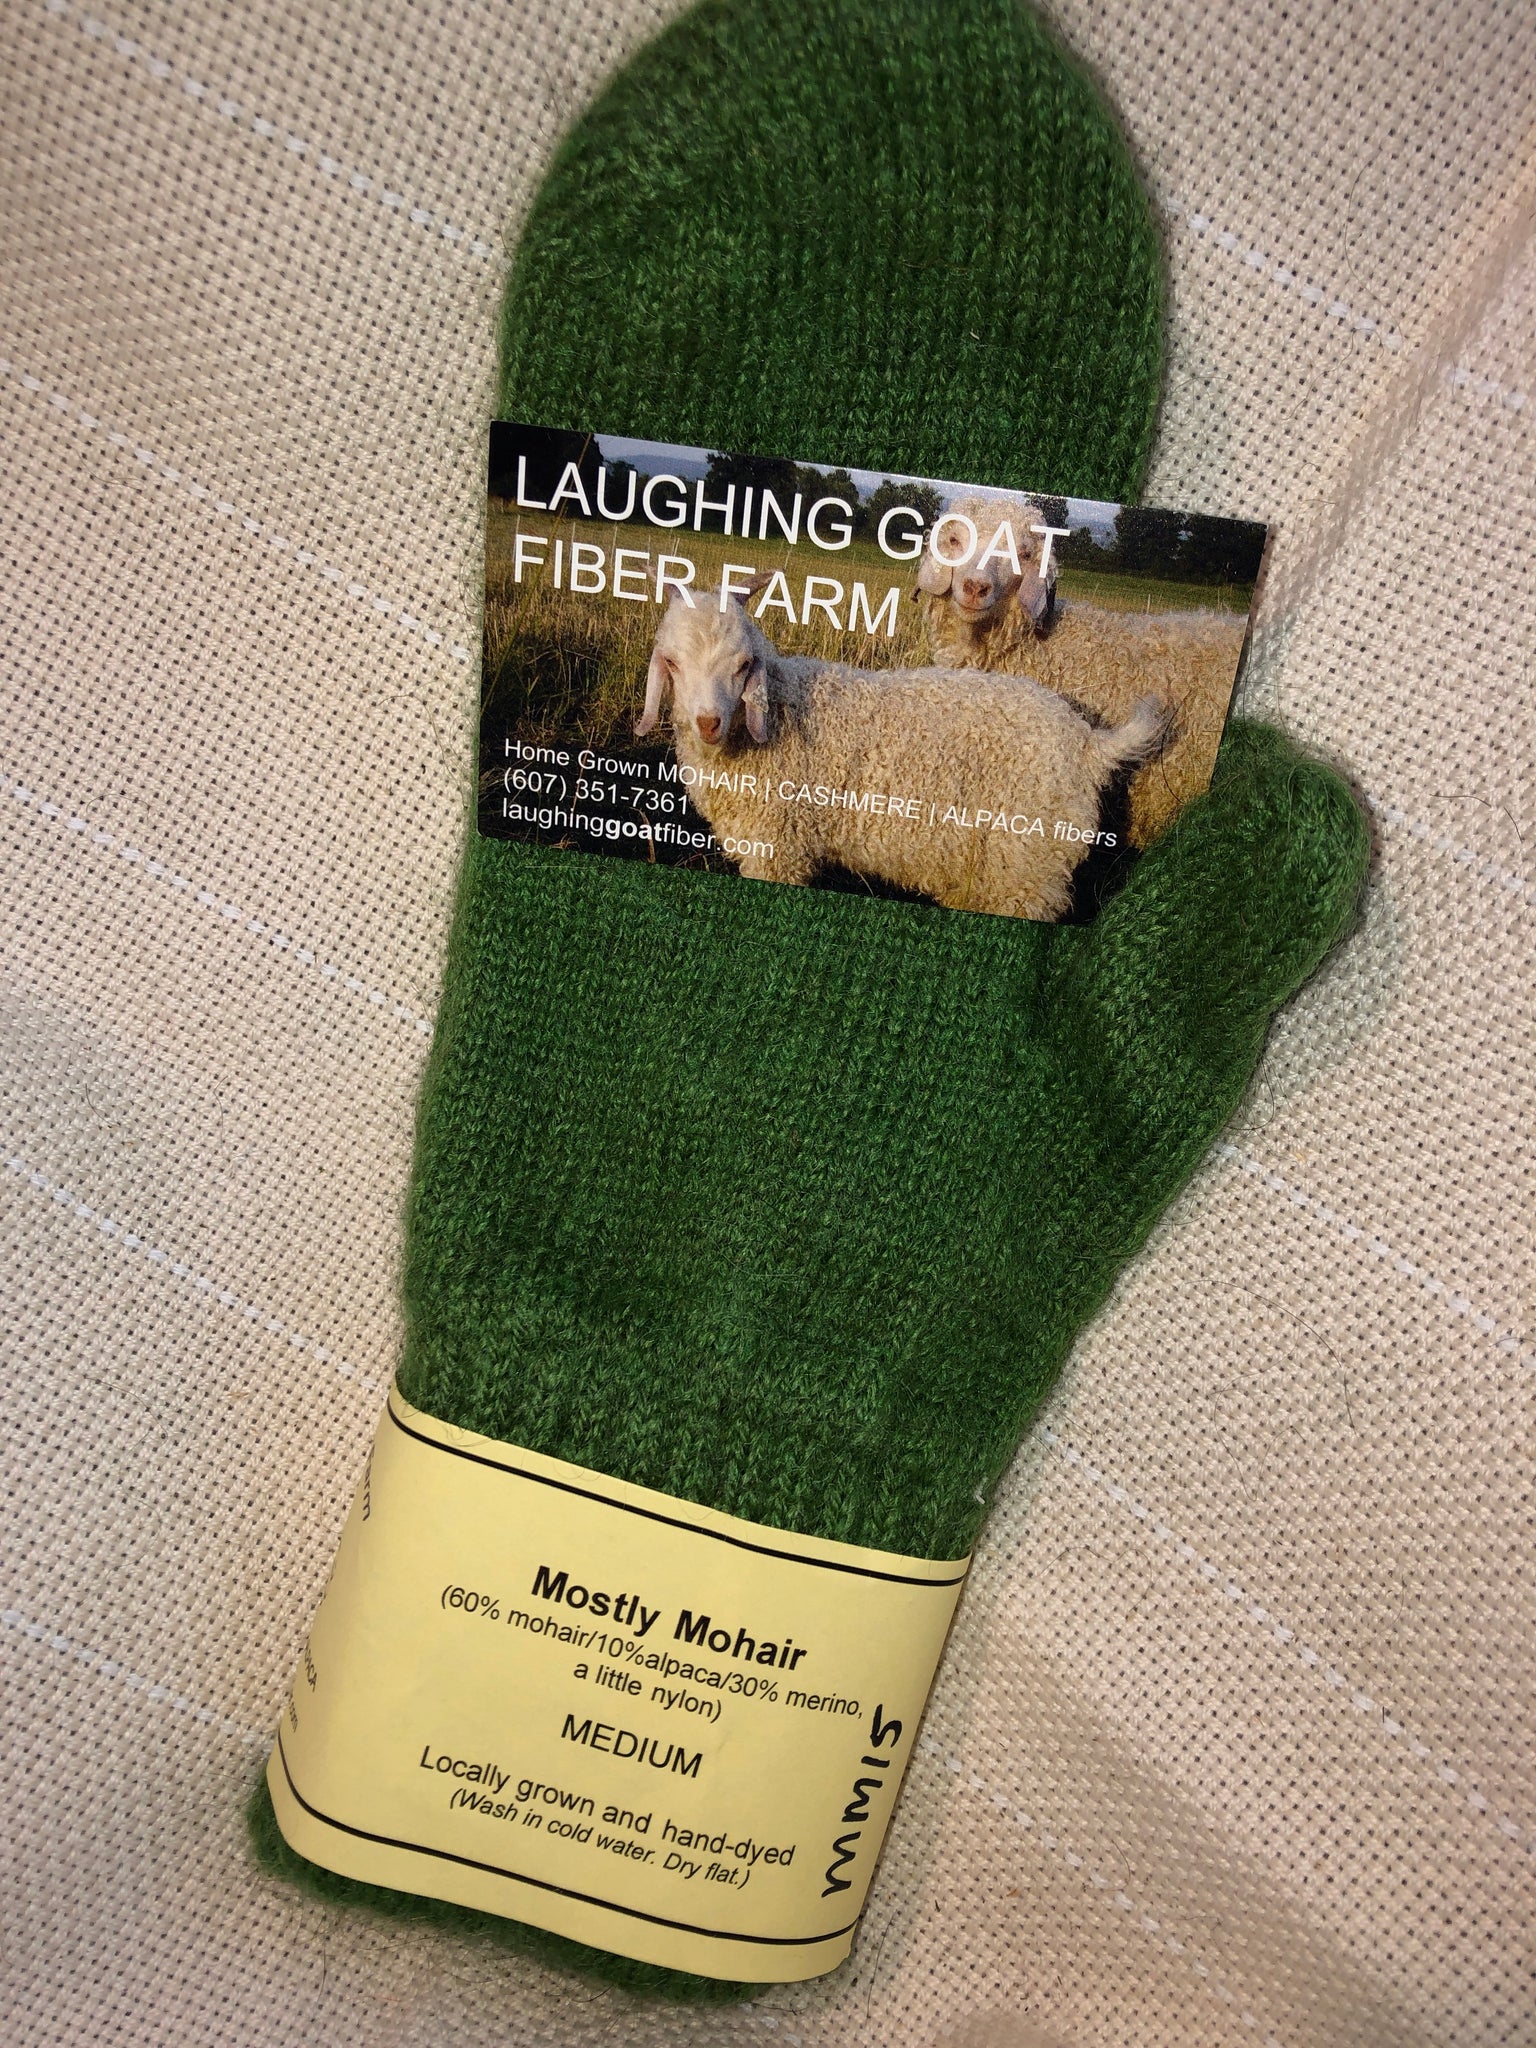 LAUGHING GOAT
FIBER FARM
Home Grown MOHAIR | CASHMERE | ALPACA fibers
(607) 351-7361
laughinggoatfiber.com
Mostly Mohair
(60% mohair/10%alpaca/30% merino,
a little nylon)
MEDIUM
Locally grown and hand-dyed
(Wash in cold water. Dry flat.)
MM15